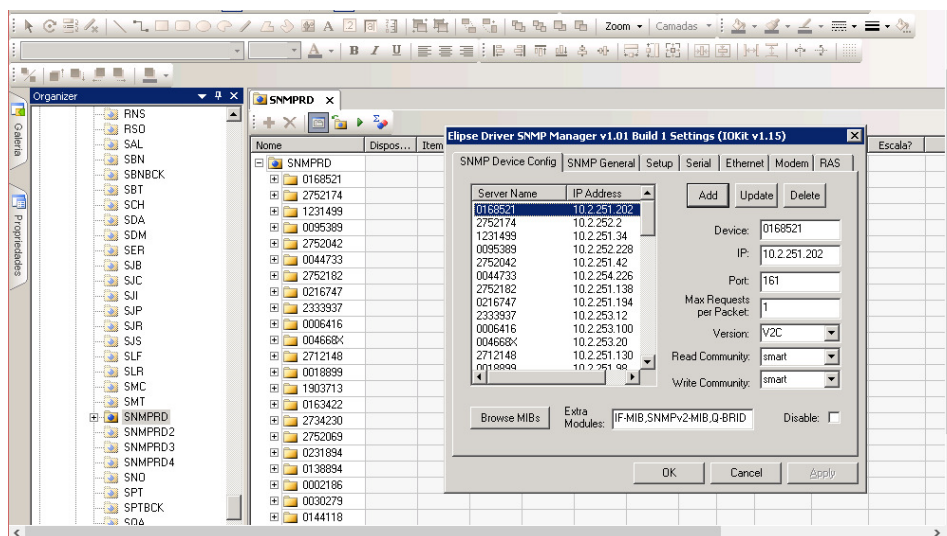 Zoom Camadas
A B I U
Organizer
SNMPRD X
Galeria
Propriedades
RNS
RSO
SAL
SBN
SBNBCK
SBT
SCH
SDA
SDM
SER
SJB
SJC
SJI
SJP
SJR
SJS
SLF
SLR
SMC
SMT
SNMPRD
SNMPRD2
SNMPRD3
SNMPRD4
SNO
SPT
SPTBCK
SQA
Nome Dispos... Item Escala?
SNMPRD
0168521
2752174
1231499
0095389
2752042
0044733
2752182
0216747
2333937
0006416
004668X
2712148
0018899
1903713
0163422
2734230
2752069
0231894
0138894
0002186
0030279
0144118
Elipse Driver SNMP Manager v1.01 Build 1 Settings (IOKit v1.15)
SNMP Device Config SNMP General Setup Serial Ethernet Modem RAS
Server Name IP Address
0168521 10.2.251.202
2752174 10.2.252.2
1231499 10.2.251.34
0095389 10.2.252.228
2752042 10.2.251.42
0044733 10.2.254.226
2752182 10.2.251.138
0216747 10.2.251.194
2333937 10.2.253.12
0006416 10.2.253.100
004668X 10.2.253.20
2712148 10.2.251.130
0018899 10.2.251.98
Add Update Delete
Device: 0168521
IP: 10.2.251.202
Port: 161
Max Requests
per Packet: 1
Version: V2C
Read Community: smart
Write Community: smart
Browse MIBs
Extra
Modules: IF-MIB,SNMPv2-MIB,Q-BRID
Disable:
OK Cancel Apply